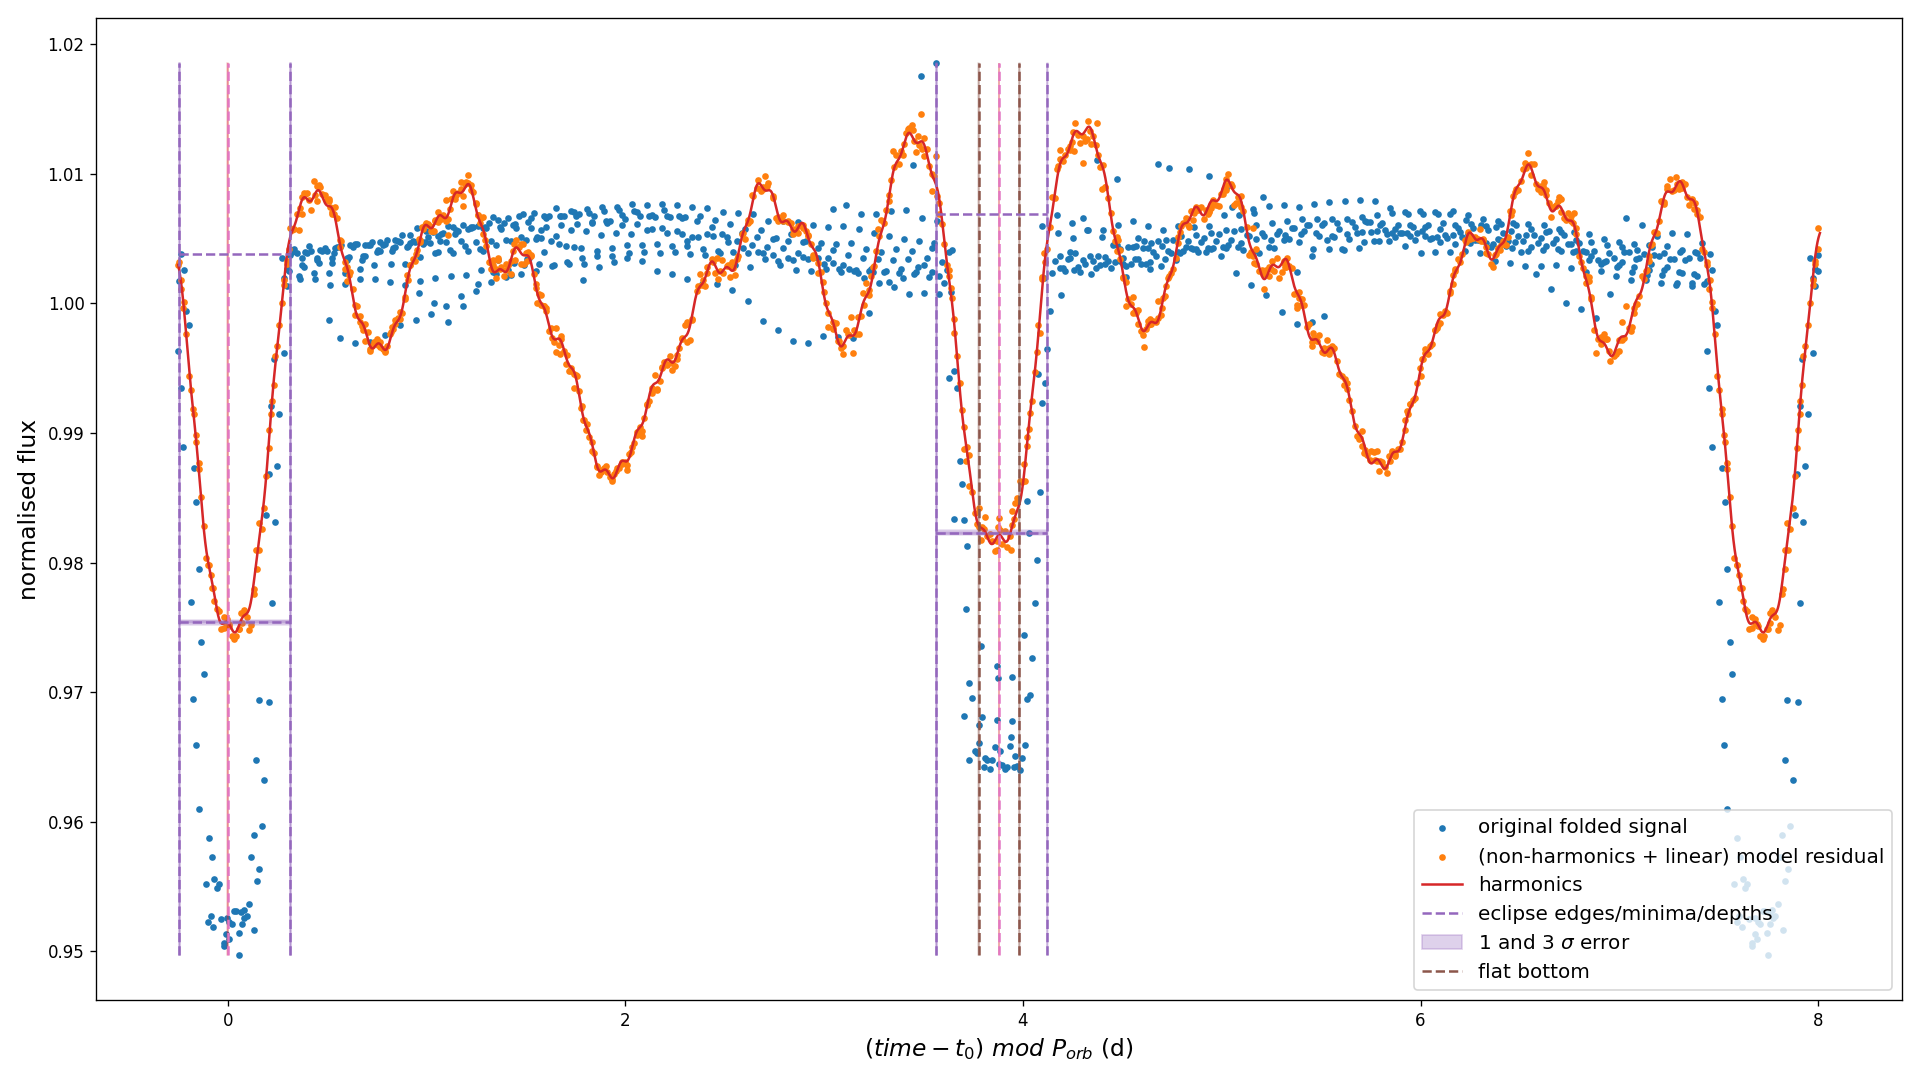 1.02
1.01
1.00
0.99
0.98
0.97
0.96
0.95
normalised flux
0
2
4
6
8
(time − t₀) mod P_orb (d)
original folded signal
(non-harmonics + linear) model residual
harmonics
eclipse edges/minima/depths
1 and 3 σ error
flat bottom